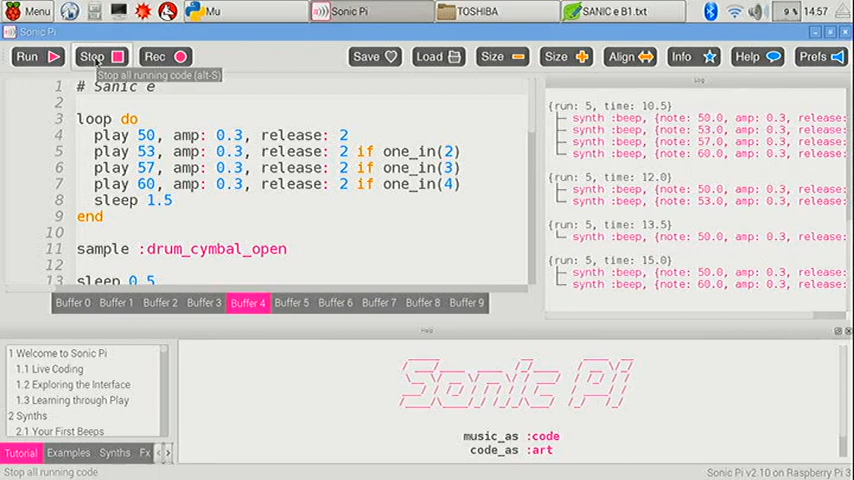 Menu
Mu
Sonic Pi
TOSHIBA
SANIC e B1.txt
9 %
14:57
Sonic Pi
Run
Stop
Rec
Save
Load
Size
Size
Align
Info
Help
Prefs
Stop all running code (alt-S)
Log
1 # Sanic e
2
3 loop do
4 play 50, amp: 0.3, release: 2
5 play 53, amp: 0.3, release: 2 if one_in(2)
6 play 57, amp: 0.3, release: 2 if one_in(3)
7 play 60, amp: 0.3, release: 2 if one_in(4)
8 sleep 1.5
9 end
10
11 sample :drum_cymbal_open
12
13 sleep 0.5
{run: 5, time: 10.5}
synth :beep, {note: 50.0, amp: 0.3, release:
synth :beep, {note: 53.0, amp: 0.3, release:
synth :beep, {note: 57.0, amp: 0.3, release:
synth :beep, {note: 60.0, amp: 0.3, release:
{run: 5, time: 12.0}
synth :beep, {note: 50.0, amp: 0.3, release:
synth :beep, {note: 53.0, amp: 0.3, release:
{run: 5, time: 13.5}
synth :beep, {note: 50.0, amp: 0.3, release:
{run: 5, time: 15.0}
synth :beep, {note: 50.0, amp: 0.3, release:
synth :beep, {note: 60.0, amp: 0.3, release:
Buffer 0 Buffer 1 Buffer 2 Buffer 3 Buffer 4 Buffer 5 Buffer 6 Buffer 7 Buffer 8 Buffer 9
Help
1 Welcome to Sonic Pi
1.1 Live Coding
1.2 Exploring the Interface
1.3 Learning through Play
2 Synths
2.1 Your First Beeps
Tutorial Examples Synths Fx
Sonic Pi
music_as :code
code_as :art
Stop all running code
Sonic Pi v2.10 on Raspberry Pi 3